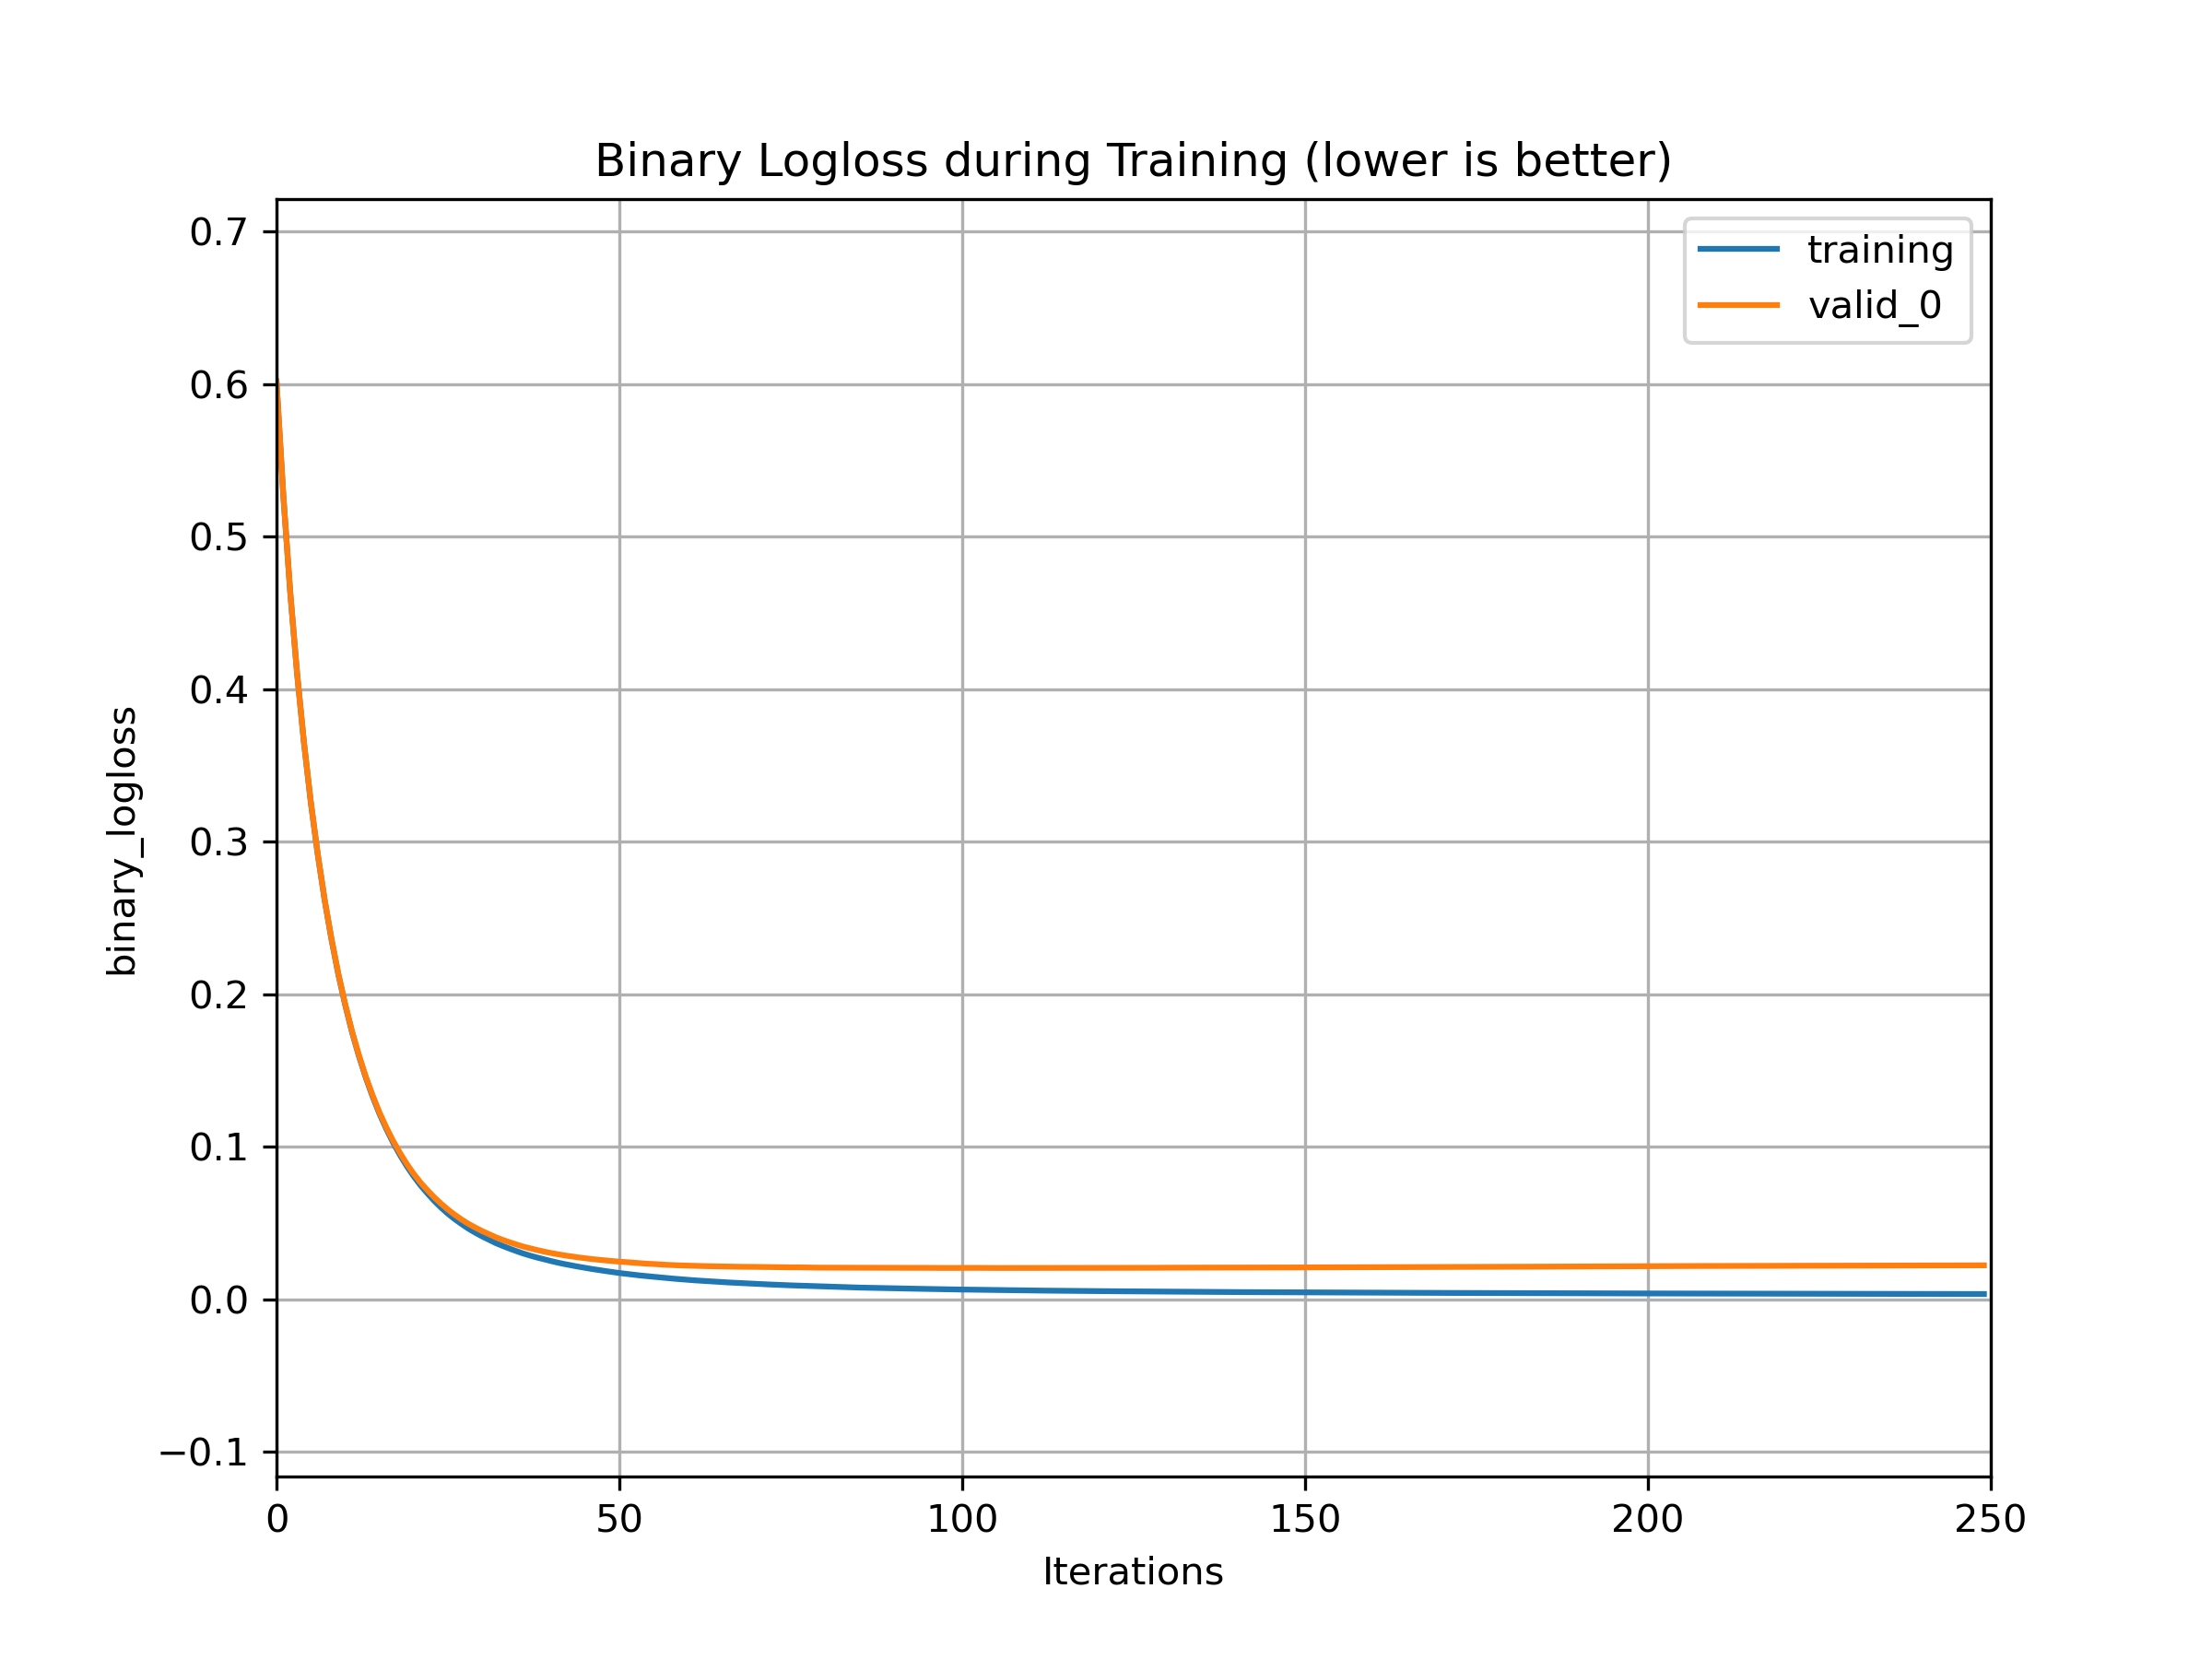 Binary Logloss during Training (lower is better)
training
valid_0
0.7
0.6
0.5
0.4
0.3
0.2
0.1
0.0
−0.1
binary_logloss
0 50 100 150 200 250
Iterations